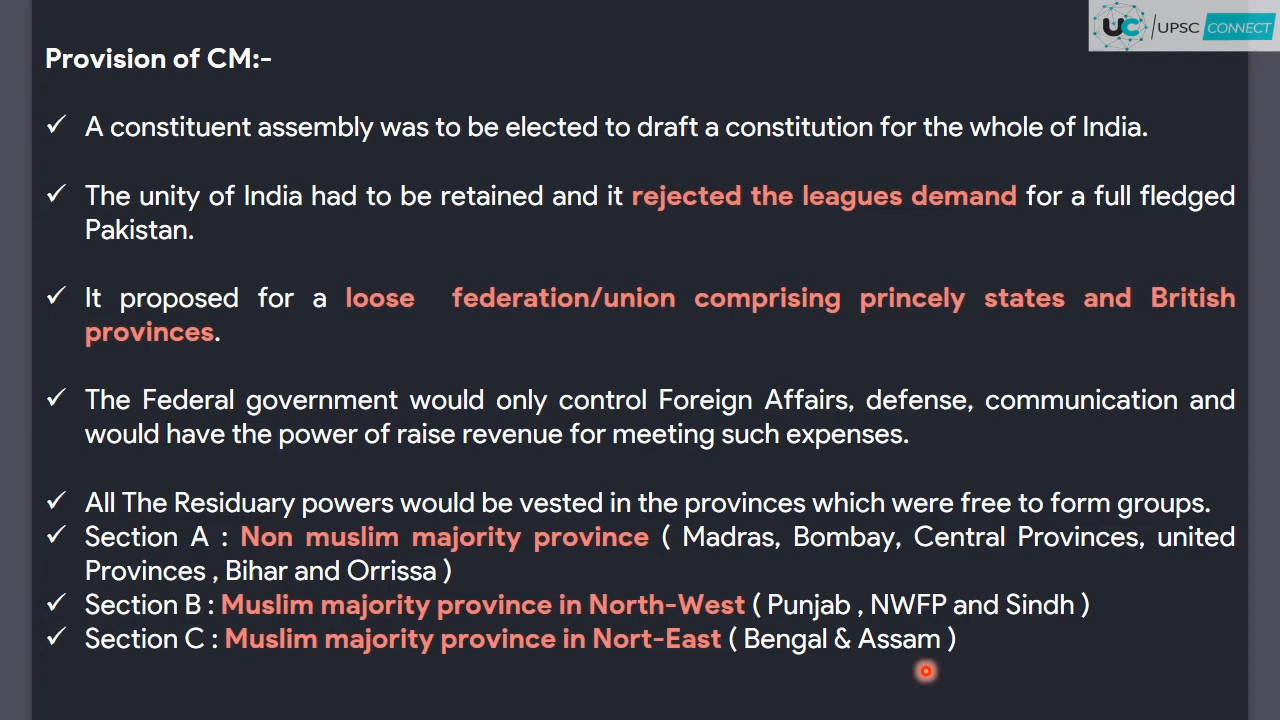 UC UPSC CONNECT
Provision of CM:-
✓ A constituent assembly was to be elected to draft a constitution for the whole of India.
✓ The unity of India had to be retained and it rejected the leagues demand for a full fledged
Pakistan.
✓ It proposed for a loose federation/union comprising princely states and British
provinces.
✓ The Federal government would only control Foreign Affairs, defense, communication and
would have the power of raise revenue for meeting such expenses.
✓ All The Residuary powers would be vested in the provinces which were free to form groups.
✓ Section A : Non muslim majority province ( Madras, Bombay, Central Provinces, united
Provinces , Bihar and Orrissa )
✓ Section B : Muslim majority province in North-West ( Punjab , NWFP and Sindh )
✓ Section C : Muslim majority province in Nort-East ( Bengal & Assam )